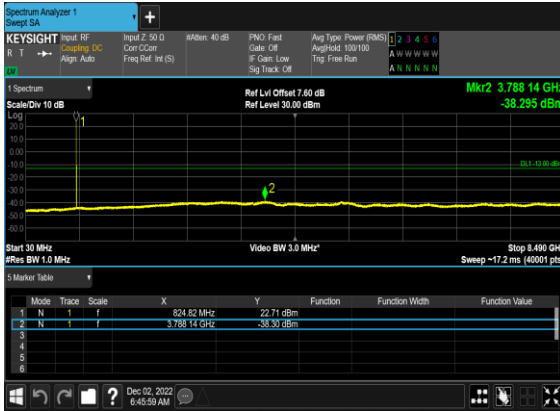 Spectrum Analyzer 1
Swept SA
+
KEYSIGHT Input: RF Input Z: 50 Ω #Atten: 40 dB PNO: Fast Avg Type: Power (RMS) 1 2 3 4 5 6
R T Coupling: DC Corr CCorr Gate: Off Avg|Hold: 100/100 A W W W W W
Align: Auto Freq Ref: Int (S) IF Gain: Low Trig: Free Run
Sig Track: Off A N N N N N
1 Spectrum Ref Lvl Offset 7.60 dB Mkr2 3.788 14 GHz
Scale/Div 10 dB Ref Level 30.00 dBm -38.295 dBm
Log
20.0
10.0
0.00
-10.0
-20.0
-30.0
-40.0
-50.0
-60.0
1
2
DL1 -13.00 dBm
Start 30 MHz Video BW 3.0 MHz* Stop 8.490 GHz
#Res BW 1.0 MHz Sweep ~17.2 ms (40001 pts)
5 Marker Table
Mode Trace Scale X Y Function Function Width Function Value
1 N 1 f 824.82 MHz 22.71 dBm
2 N 1 f 3.788 14 GHz -38.30 dBm
3
4
5
6
? Dec 02, 2022
6:45:59 AM